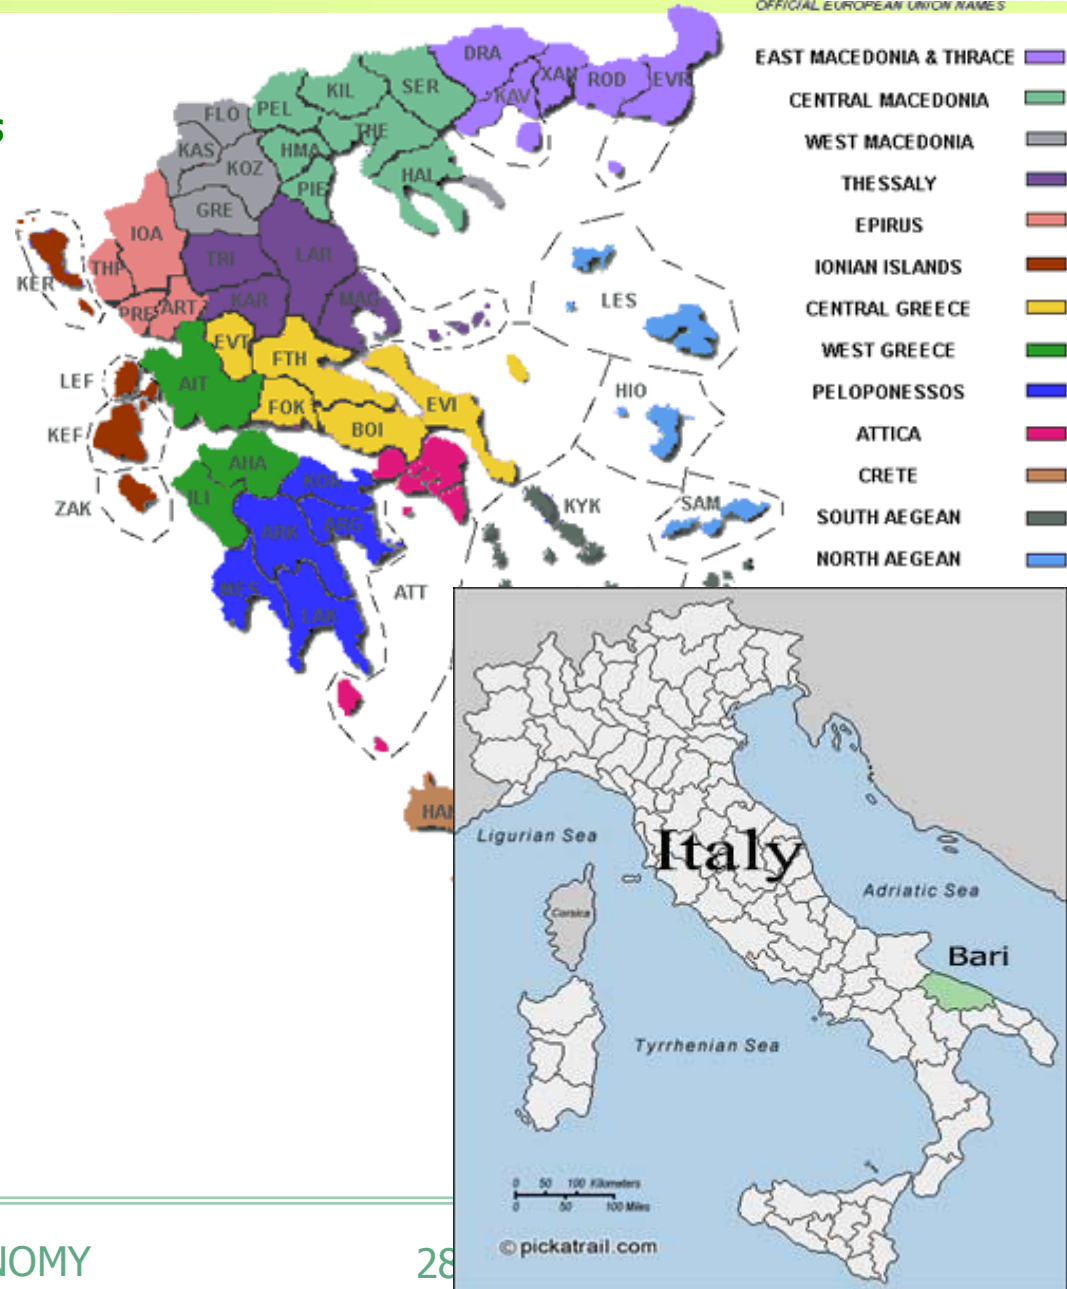 OFFICIAL EUROPEAN UNION NAMES
EAST MACEDONIA & THRACE
CENTRAL MACEDONIA
WEST MACEDONIA
THESSALY
EPIRUS
IONIAN ISLANDS
CENTRAL GREECE
WEST GREECE
PELOPONESSOS
ATTICA
CRETE
SOUTH AEGEAN
NORTH AEGEAN
DRA
XAN
ROD
EVR
KAV
SER
KIL
PEL
THE
HMA
HAL
PIE
FLO
KAS
KOZ
GRE
IOA
THP
PRE
ART
KER
TRI
LAR
KAR
MAG
LES
EVT
FTH
FOK
BOI
EVI
HIO
LEF
AIT
KEF
ZAK
AHA
ILI
KOR
ARK
ARG
MES
LAK
ATT
KYK
SAM
HAN
Italy
Ligurian Sea
Corsica
Adriatic Sea
Bari
Tyrrhenian Sea
0 50 100 Kilometers
0 50 100 Miles
© pickatrail.com
NOMY
28